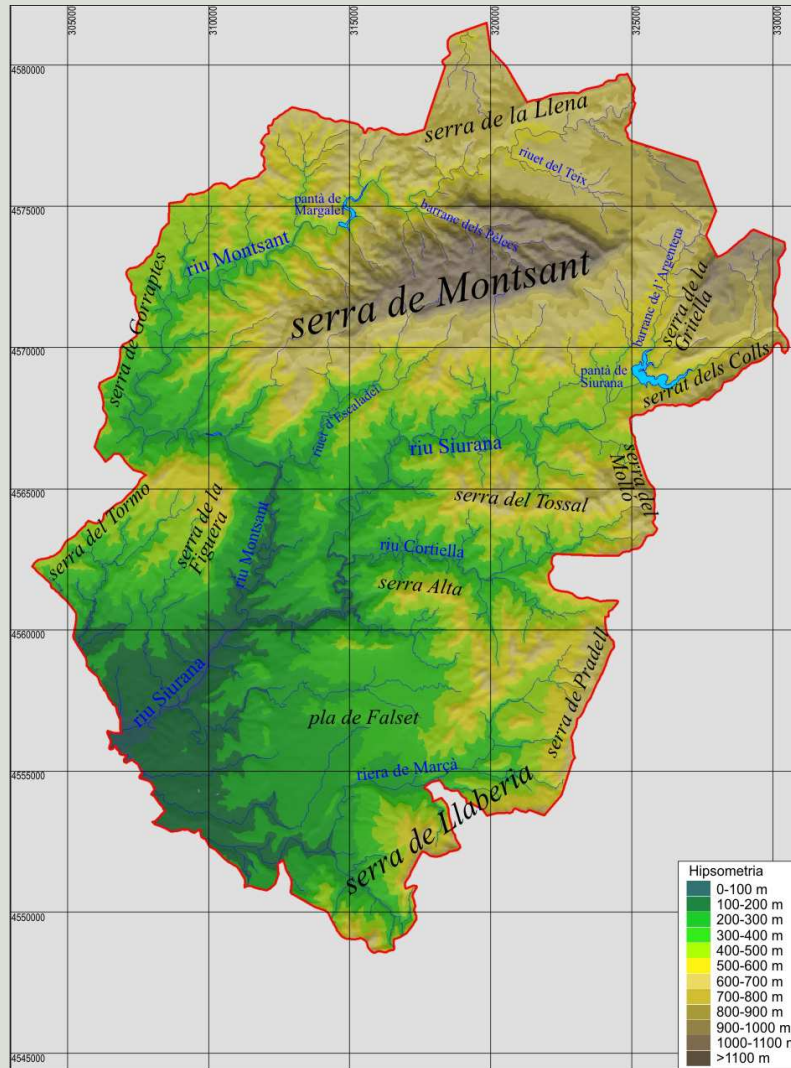 305000
310000
315000
320000
325000
330000
4580000
serra de la Llena
riuet del Teix
4575000
pantà de
Margalef
barranc dels Pèlecs
riu Montsant
serra de Gorraptes
serra de Montsant
barranc de l'Argentera
serra de la
Gritella
4570000
pantà de
Siurana
serrat dels Colls
riuet d'Escaladei
riu Siurana
serra del
Molló
4565000
serra del Tormo
serra de la
Figuera
riu Montsant
serra del Tossal
riu Cortiella
serra Alta
4560000
riu Siurana
serra de Pradell
pla de Falset
4555000
riera de Marçà
serra de Llaberia
4550000
4545000
Hipsometria
0-100 m
100-200 m
200-300 m
300-400 m
400-500 m
500-600 m
600-700 m
700-800 m
800-900 m
900-1000 m
1000-1100 m
>1100 m